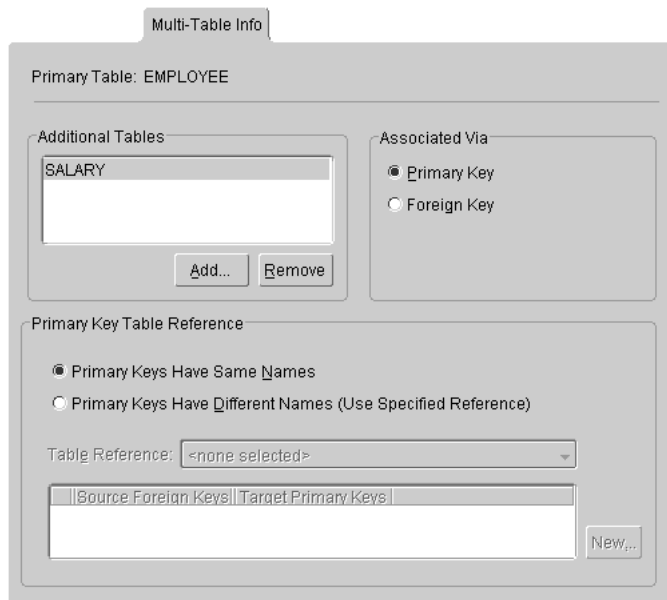 Multi-Table Info
Primary Table: EMPLOYEE
Additional Tables
SALARY
Add...
Remove
Associated Via
Primary Key
Foreign Key
Primary Key Table Reference
Primary Keys Have Same Names
Primary Keys Have Different Names (Use Specified Reference)
Table Reference: <none selected>
Source Foreign Keys Target Primary Keys
New...